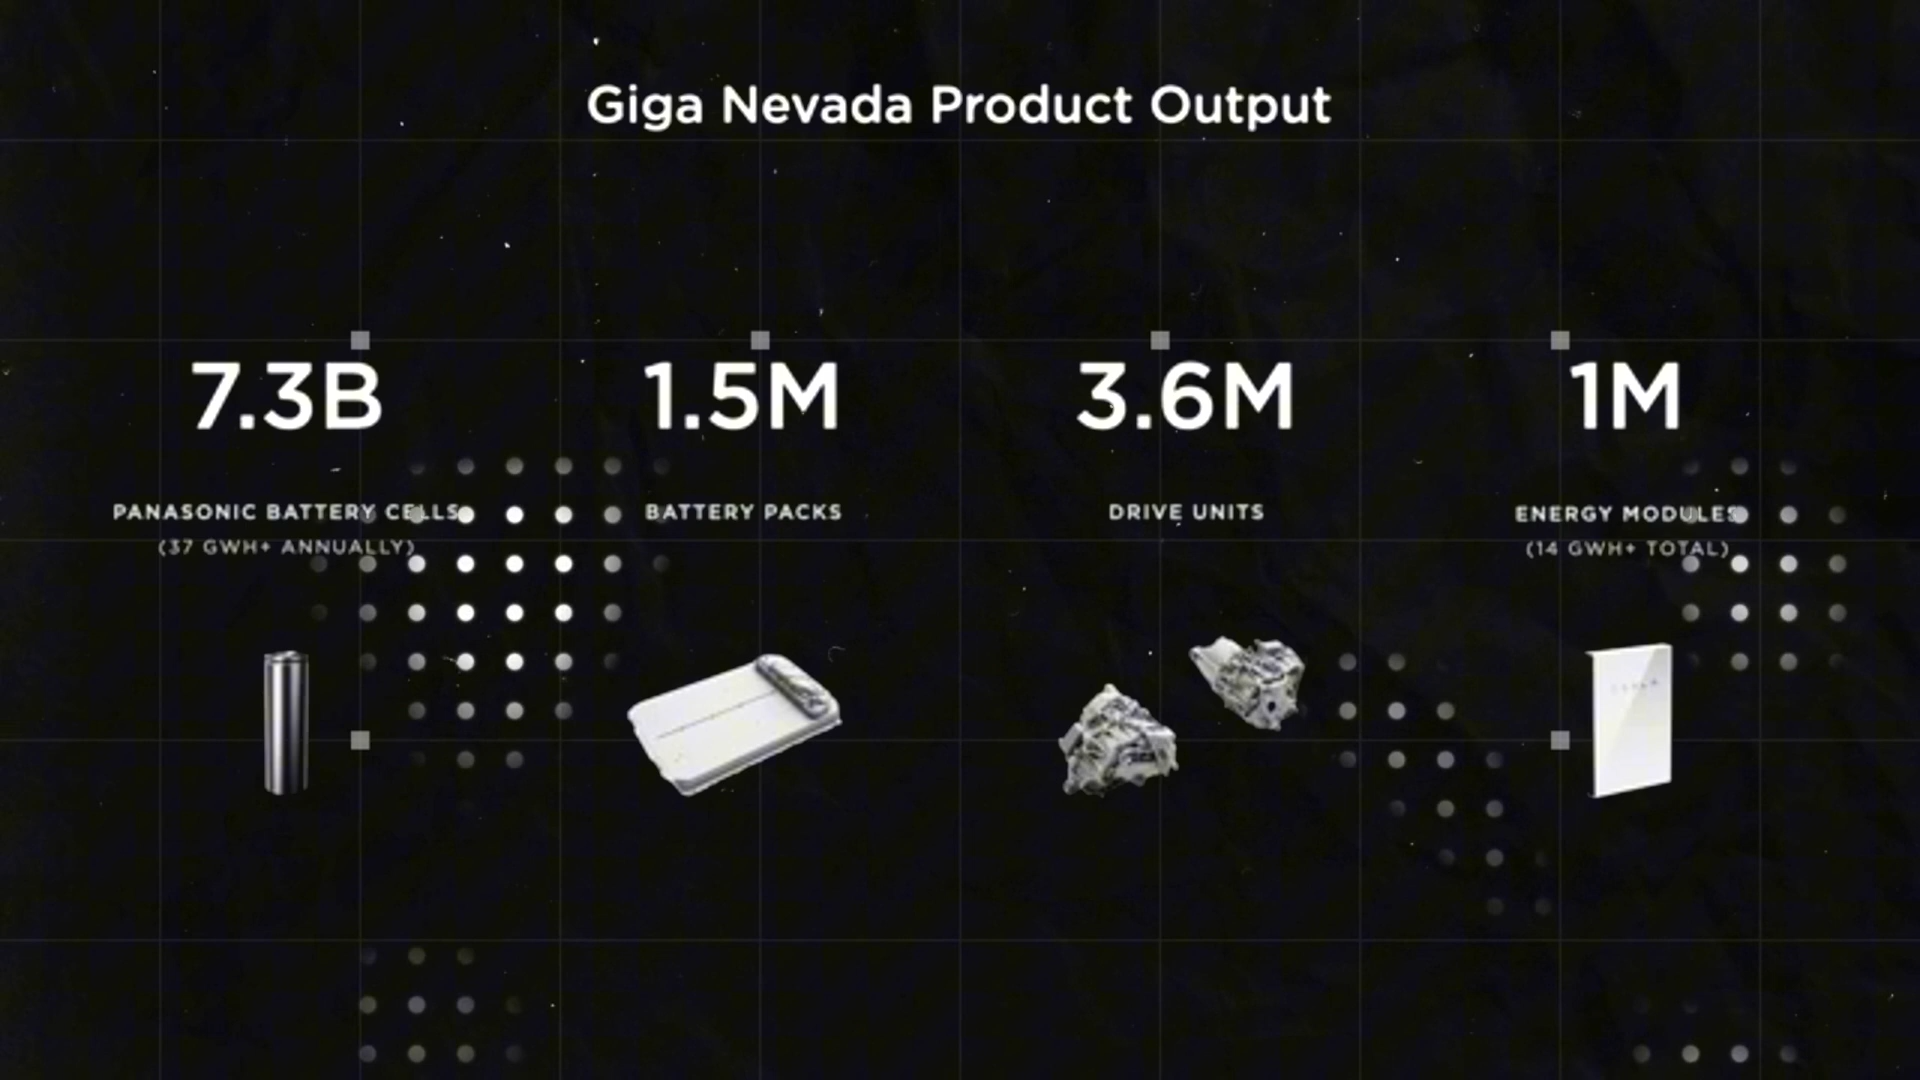 Giga Nevada Product Output
7.3B
PANASONIC BATTERY CELLS
(37 GWH+ ANNUALLY)
1.5M
BATTERY PACKS
3.6M
DRIVE UNITS
1M
ENERGY MODULES
(14 GWH+ TOTAL)